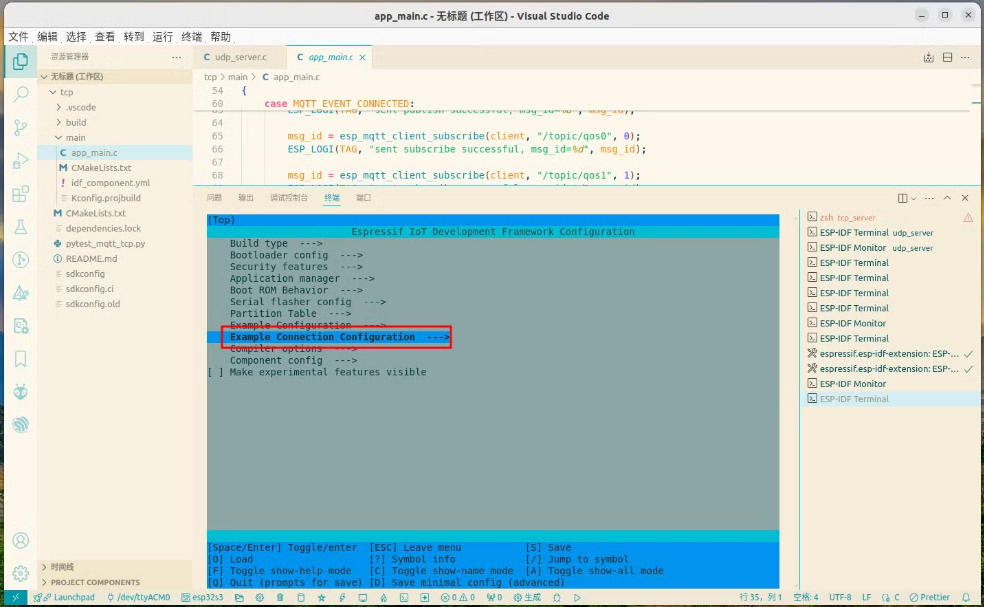 app_main.c - 无标题 (工作区) - Visual Studio Code
文件 编辑 选择 查看 转到 运行 终端 帮助
资源管理器
无标题 (工作区)
tcp
.vscode
build
main
C app_main.c
M CMakeLists.txt
! idf_component.yml
Kconfig.projbuild
M CMakeLists.txt
dependencies.lock
pytest_mqtt_tcp.py
README.md
sdkconfig
sdkconfig.ci
sdkconfig.old
时间线
PROJECT COMPONENTS
C udp_server.c
C app_main.c
tcp > main > C app_main.c
54 {
60 case MQTT_EVENT_CONNECTED:
63 ESP_LOGI(TAG, "sent publish successful, msg_id=%d", msg_id);
64
65 msg_id = esp_mqtt_client_subscribe(client, "/topic/qos0", 0);
66 ESP_LOGI(TAG, "sent subscribe successful, msg_id=%d", msg_id);
67
68 msg_id = esp_mqtt_client_subscribe(client, "/topic/qos1", 1);
问题 输出 调试控制台 终端 端口
(Top)
Espressif IoT Development Framework Configuration
Build type --->
Bootloader config --->
Security features --->
Application manager --->
Boot ROM Behavior --->
Serial flasher config --->
Partition Table --->
Example Configuration --->
Example Connection Configuration --->
Compiler options --->
Component config --->
[ ] Make experimental features visible
[Space/Enter] Toggle/enter [ESC] Leave menu [S] Save
[O] Load [?] Symbol info [/] Jump to symbol
[F] Toggle show-help mode [C] Toggle show-name mode [A] Toggle show-all mode
[Q] Quit (prompts for save) [D] Save minimal config (advanced)
zsh tcp_server
ESP-IDF Terminal udp_server
ESP-IDF Monitor udp_server
ESP-IDF Terminal
ESP-IDF Terminal
ESP-IDF Terminal
ESP-IDF Terminal
ESP-IDF Monitor
ESP-IDF Terminal
espressif.esp-idf-extension: ESP-...
espressif.esp-idf-extension: ESP-...
ESP-IDF Monitor
ESP-IDF Terminal
Launchpad /dev/ttyACM0 esp32s3 0 0 0 生成 行 35, 列 1 空格: 4 UTF-8 LF C Prettier